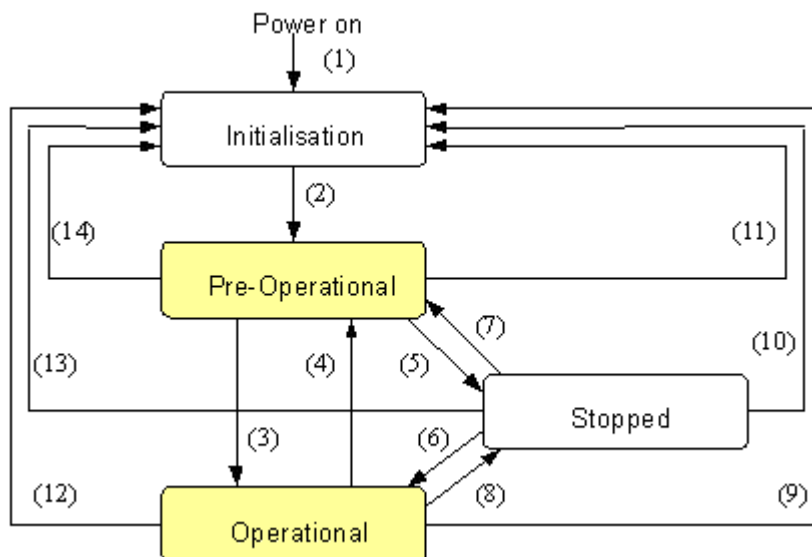 Power on
(1)
Initialisation
(2)
(14)
(11)
Pre-Operational
(7)
(13)
(4)
(5)
(10)
Stopped
(3)
(6)
(12)
(8)
(9)
Operational